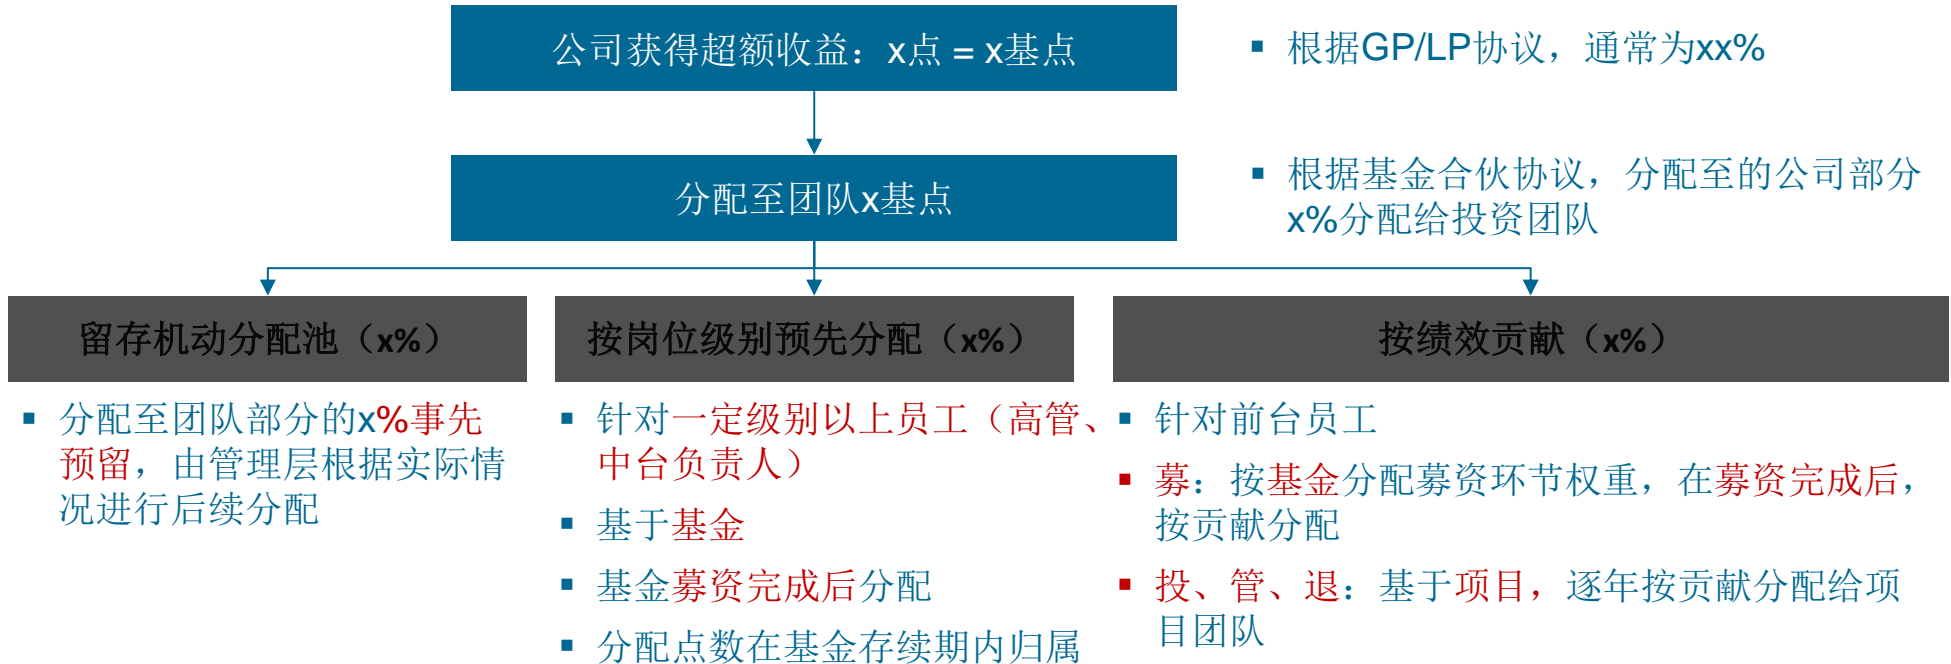 公司获得超额收益：x点 = x基点
▪ 根据GP/LP协议，通常为xx%
分配至团队x基点
▪ 根据基金合伙协议，分配至的公司部分
x%分配给投资团队
留存机动分配池（x%）
▪ 分配至团队部分的x%事先
预留，由管理层根据实际情
况进行后续分配
按岗位级别预先分配（x%）
▪ 针对一定级别以上员工（高管、
中台负责人）
▪ 基于基金
▪ 基金募资完成后分配
▪ 分配点数在基金存续期内归属
按绩效贡献（x%）
▪ 针对前台员工
▪ 募：按基金分配募资环节权重，在募资完成后，
按贡献分配
▪ 投、管、退：基于项目，逐年按贡献分配给项
目团队